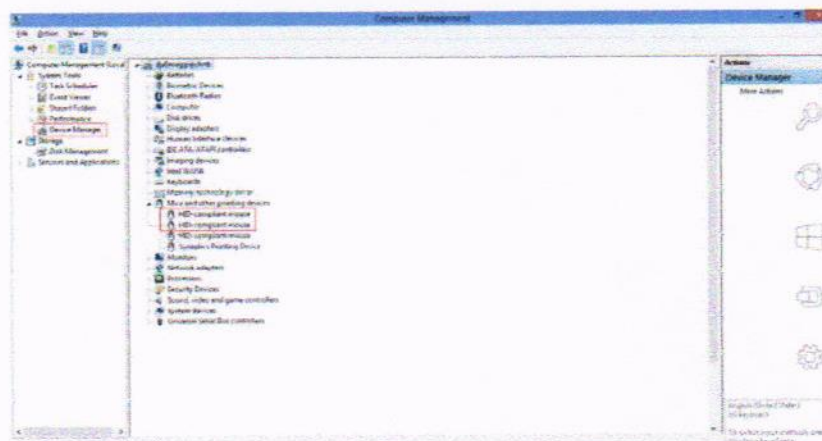 Computer Management
File Action View Help
Computer Management (Local
System Tools
Task Scheduler
Event Viewer
Shared Folders
Performance
Device Manager
Storage
Disk Management
Services and Applications
Batteries
Biometric Devices
Bluetooth Radios
Computer
Disk drives
Display adapters
Human Interface Devices
IDE ATA/ATAPI controllers
Imaging devices
Keyboards
Memory technology driver
Mice and other pointing devices
HID-compliant mouse
HID-compliant mouse
HID-compliant mouse
Synaptics Pointing Device
Monitors
Network adapters
Processors
Security Devices
Sound, video and game controllers
System devices
Universal Serial Bus controllers
Actions
Device Manager
More Actions